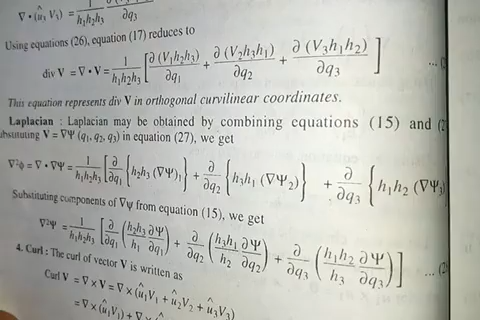 ∇ · (û₁ V₁) = 1/h₁h₂h₃ ∂q₃
Using equations (26), equation (17) reduces to
div V = ∇ · V = 1/h₁h₂h₃ [∂(V₁h₂h₃)/∂q₁ + ∂(V₂h₃h₁)/∂q₂ + ∂(V₃h₁h₂)/∂q₃] ...
This equation represents div V in orthogonal curvilinear coordinates.
Laplacian : Laplacian may be obtained by combining equations (15) and
V = ∇Ψ (q₁, q₂, q₃) in equation (27), we get
∇²ϕ = ∇ · ∇Ψ = 1/h₁h₂h₃ [∂/∂q₁ {h₂h₃ (∇Ψ)₁} + ∂/∂q₂ {h₃h₁ (∇Ψ₂)} + ∂/∂q₃ {h₁h₂ (∇Ψ₃
Substituting components of ∇ψ from equation (15), we get
∇²Ψ = 1/h₁h₂h₃ [∂/∂q₁ (h₂h₃/h₁ ∂Ψ/∂q₁) + ∂/∂q₂ (h₃h₁/h₂ ∂Ψ/∂q₂) + ∂/∂q₃ (h₁h₂/h₃ ∂Ψ/∂q₃)] ...
4. Curl : The curl of vector V is written as
Curl V = ∇ × V = ∇ × (û₁V₁ + û₂V₂ + û₃V₃)
= ∇ × (û₁V₁) + ∇ ×